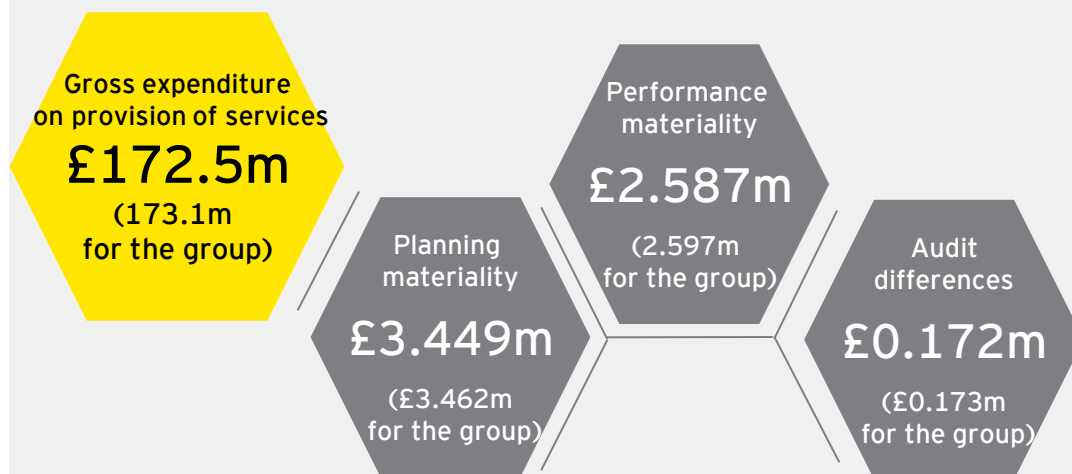 Gross expenditure
on provision of services
£172.5m
(173.1m
for the group)
Planning
materiality
£3.449m
(£3.462m
for the group)
Performance
materiality
£2.587m
(2.597m
for the group)
Audit
differences
£0.172m
(£0.173m
for the group)